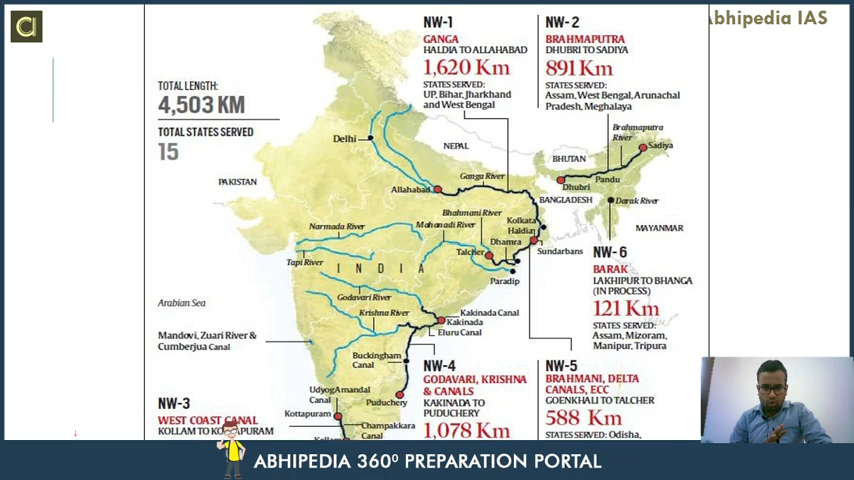 Abhipedia IAS
NW-1
GANGA
HALDIA TO ALLAHABAD
1,620 Km
STATES SERVED:
UP, Bihar, Jharkhand
and West Bengal
NW-2
BRAHMAPUTRA
DHUBRI TO SADIYA
891 Km
STATES SERVED:
Assam, West Bengal, Arunachal
Pradesh, Meghalaya
TOTAL LENGTH:
4,503 KM
TOTAL STATES SERVED
15
Delhi
NEPAL
Brahmaputra
River
Sadiya
BHUTAN
PAKISTAN
Allahabad
Ganga River
Dhubri
Pandu
BANGLADESH
Darak River
Narmada River
Bhahmani River
Mahanadi River
Kolkata
Haldia
MAYANMAR
Dhamra
Talcher
Sundarbans
Tapi River
INDIA
Paradip
NW-6
BARAK
LAKHIPUR TO BHANGA
(IN PROCESS)
121 Km
STATES SERVED:
Assam, Mizoram,
Manipur, Tripura
Arabian Sea
Godavari River
Krishna River
Kakinada Canal
Kakinada
Eluru Canal
Mandovi, Zuari River &
Cumberjua Canal
Buckingham
Canal
NW-4
GODAVARI, KRISHNA
& CANALS
KAKINADA TO
PUDUCHERY
1,078 Km
NW-5
BRAHMANI, DELTA
CANALS, ECC
GOENKHALI TO TALCHER
588 Km
STATES SERVED: Odisha,
UdyogAmandal
Canal
Puduchery
Kottapuram
Champakkara
Canal
NW-3
WEST COAST CANAL
KOLLAM TO
ABHIPEDIA 360⁰ PREPARATION PORTAL